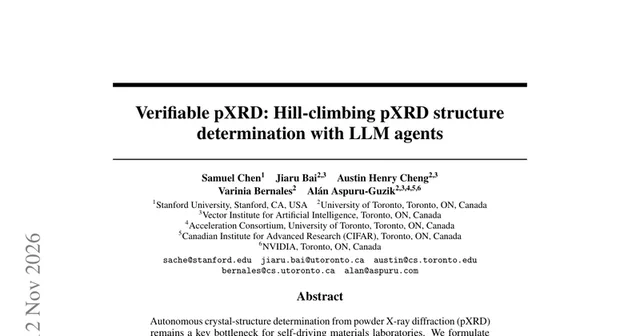 Verifiable pXRD: Hill-climbing pXRD structure
determination with LLM agents
Samuel Chen1 Jiaru Bai2,3 Austin Henry Cheng2,3
Varinia Bernales2 Alán Aspuru-Guzik2,3,4,5,6
1Stanford University, Stanford, CA, USA 2University of Toronto, Toronto, ON, Canada
3Vector Institute for Artificial Intelligence, Toronto, ON, Canada
4Acceleration Consortium, University of Toronto, Toronto, ON, Canada
5Canadian Institute for Advanced Research (CIFAR), Toronto, ON, Canada
6NVIDIA, Toronto, ON, Canada
sache@stanford.edu jiaru.bai@utoronto.ca austin@cs.toronto.edu
bernales@cs.utoronto.ca alan@aspuru.com
2 Nov 2026
Abstract
Autonomous crystal-structure determination from powder X-ray diffraction (pXRD)
remains a key bottleneck for self-driving materials laboratories. We formulate